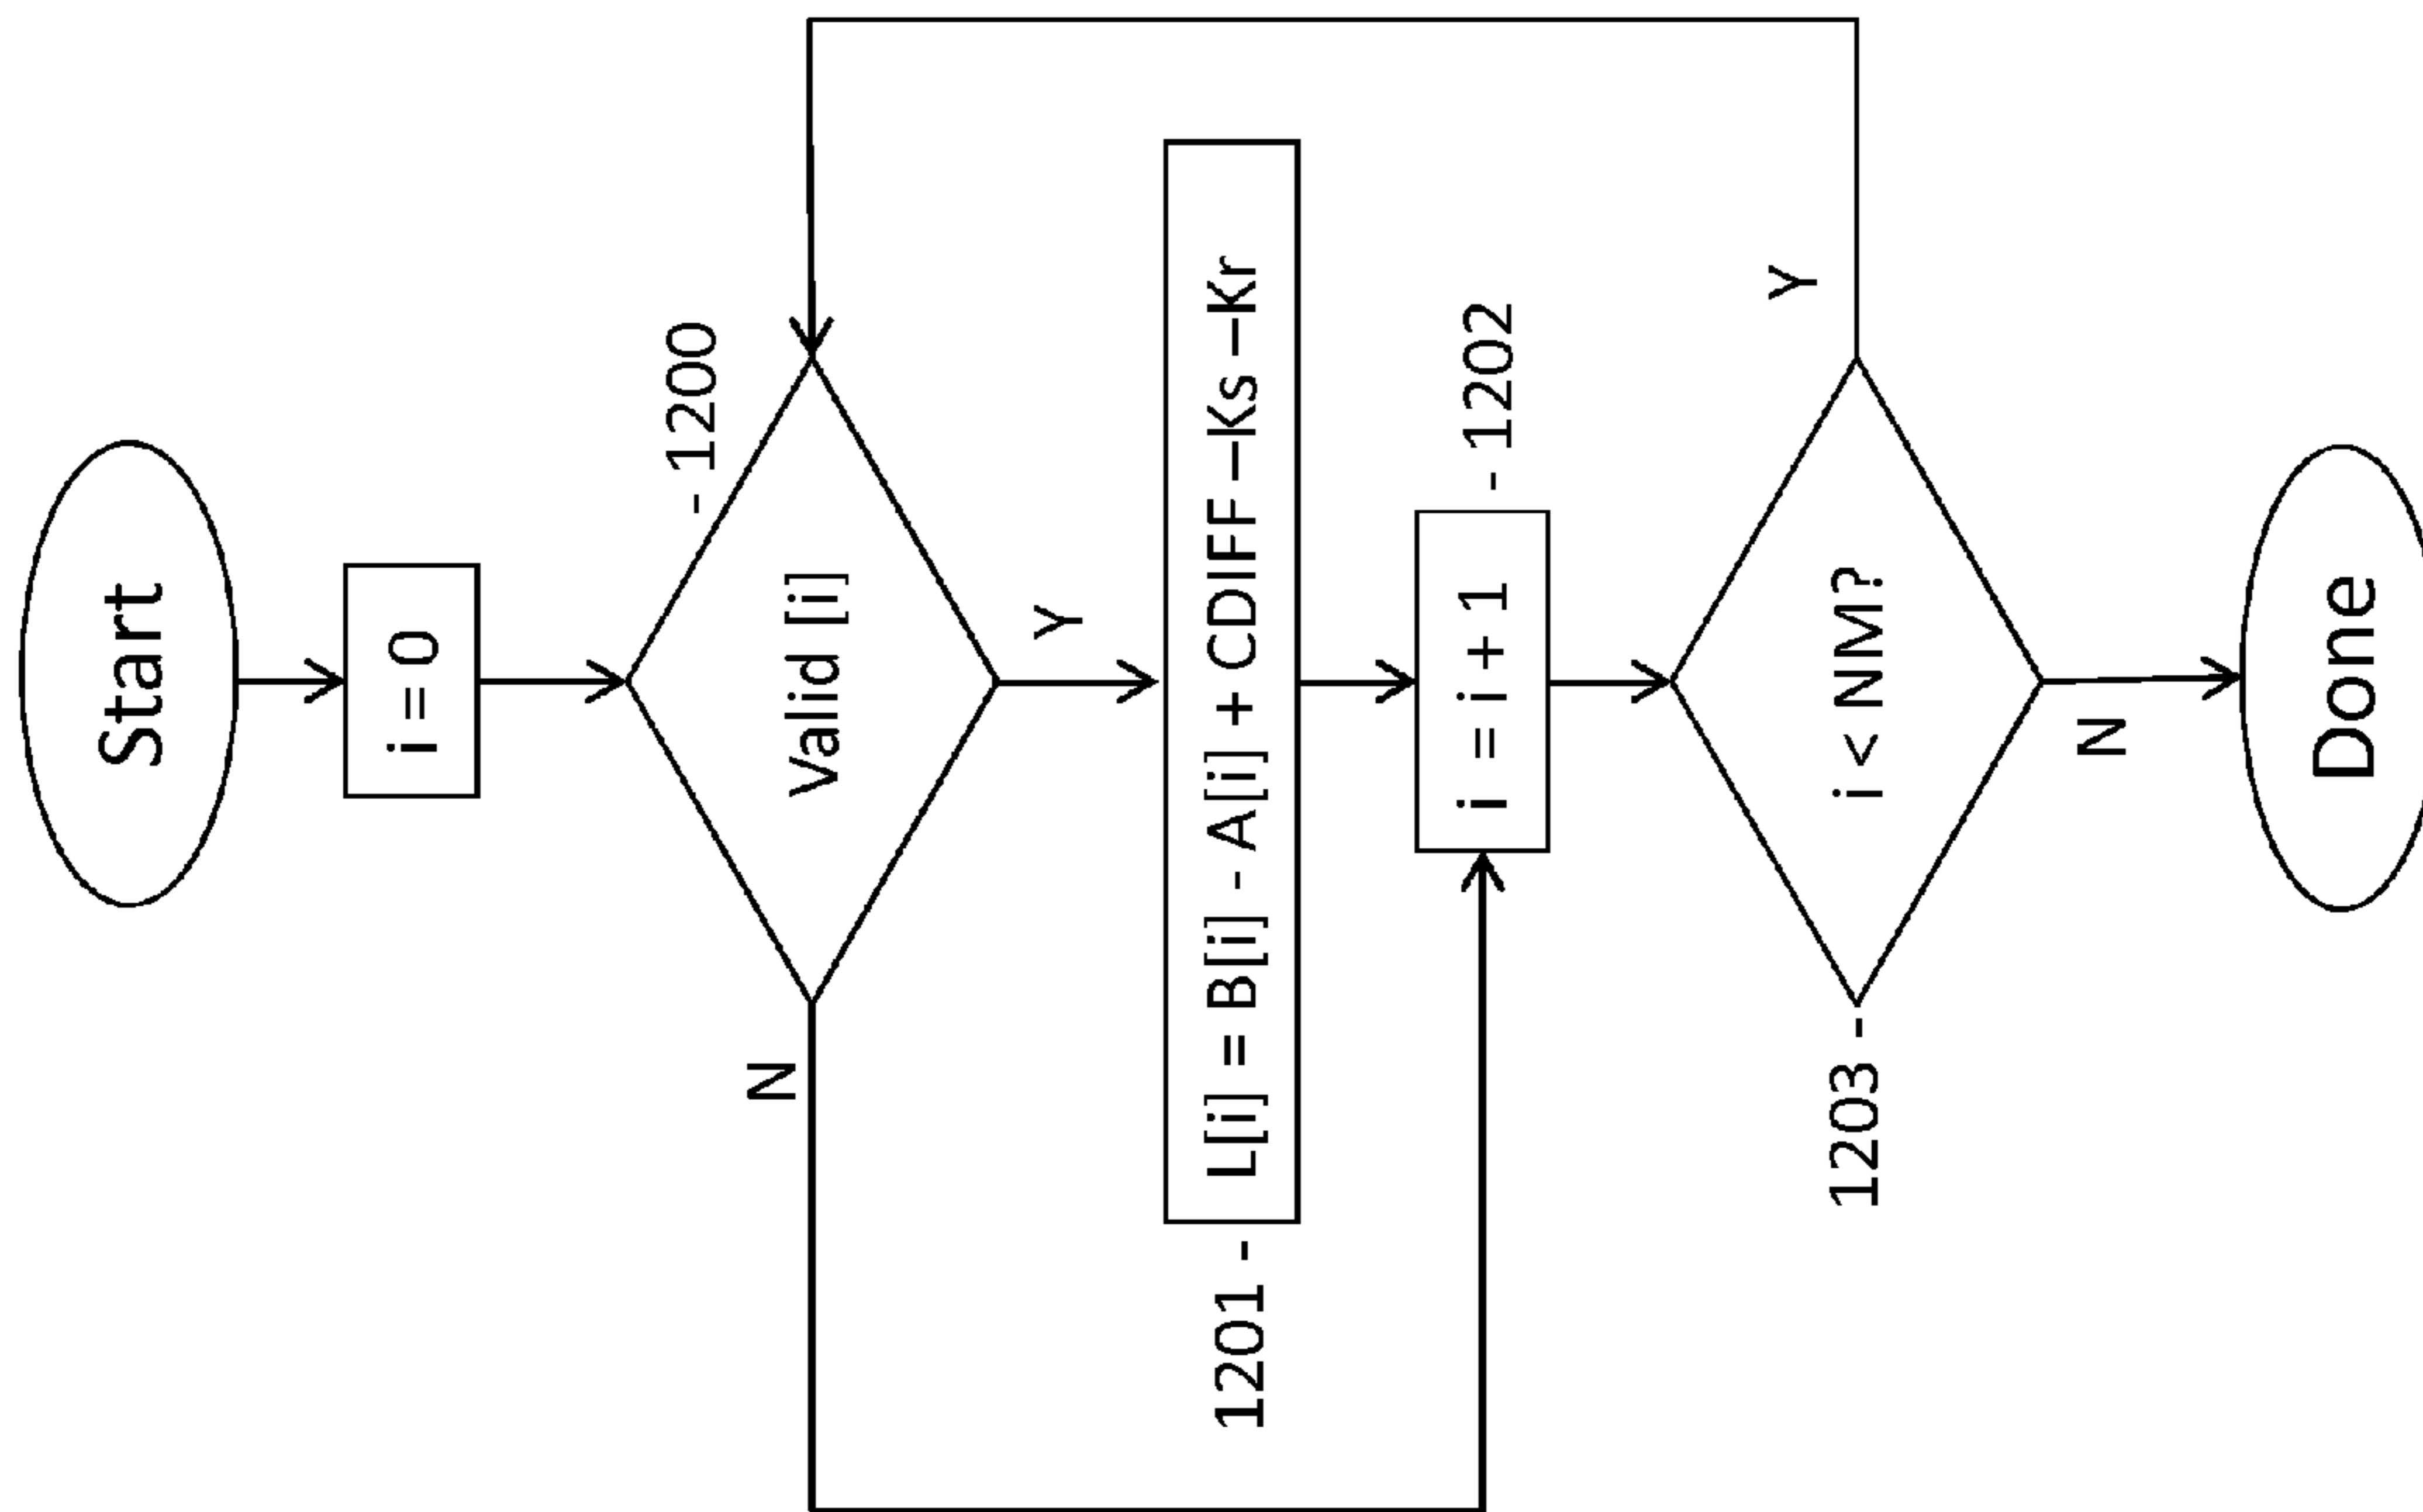 Start
i = 0
- 1200
Valid [i]
N
Y
1201 -
L[i] = B[i] - A[i] + CDIFF –Ks –Kr
i = i + 1
- 1202
1203 -
i < NM?
Y
N
Done